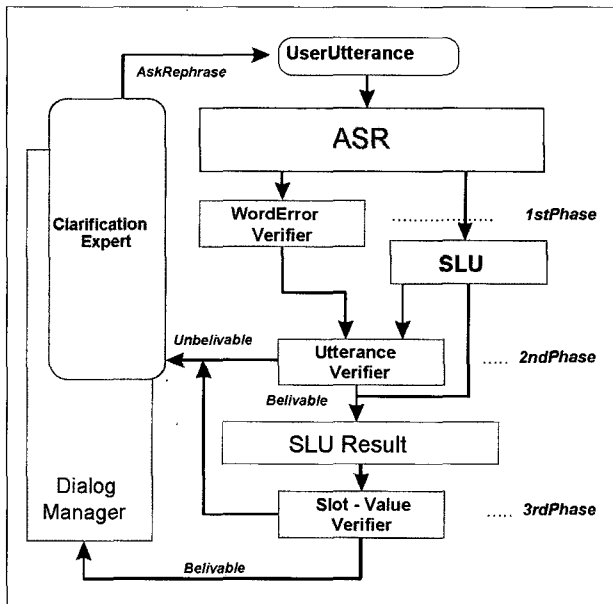 UserUtterance
AskRephrase
ASR
WordError
Verifier
1stPhase
Clarification
Expert
SLU
Unbelivable
Utterance
Verifier
2ndPhase
Belivable
SLU Result
Dialog
Manager
Slot - Value
Verifier
3rdPhase
Belivable